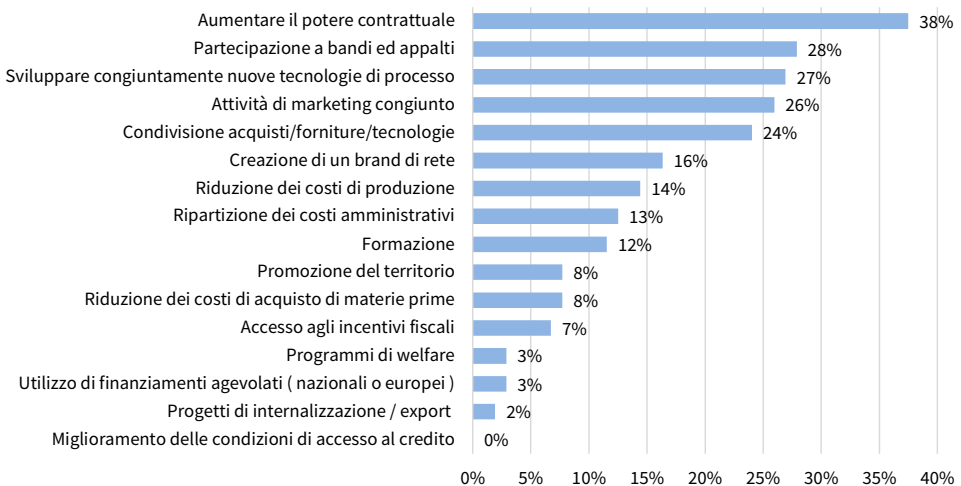 Aumentare il potere contrattuale 38%
Partecipazione a bandi ed appalti 28%
Sviluppare congiuntamente nuove tecnologie di processo 27%
Attività di marketing congiunto 26%
Condivisione acquisti/forniture/tecnologie 24%
Creazione di un brand di rete 16%
Riduzione dei costi di produzione 14%
Ripartizione dei costi amministrativi 13%
Formazione 12%
Promozione del territorio 8%
Riduzione dei costi di acquisto di materie prime 8%
Accesso agli incentivi fiscali 7%
Programmi di welfare 3%
Utilizzo di finanziamenti agevolati ( nazionali o europei ) 3%
Progetti di internalizzazione / export 2%
Miglioramento delle condizioni di accesso al credito 0%
0% 5% 10% 15% 20% 25% 30% 35% 40%